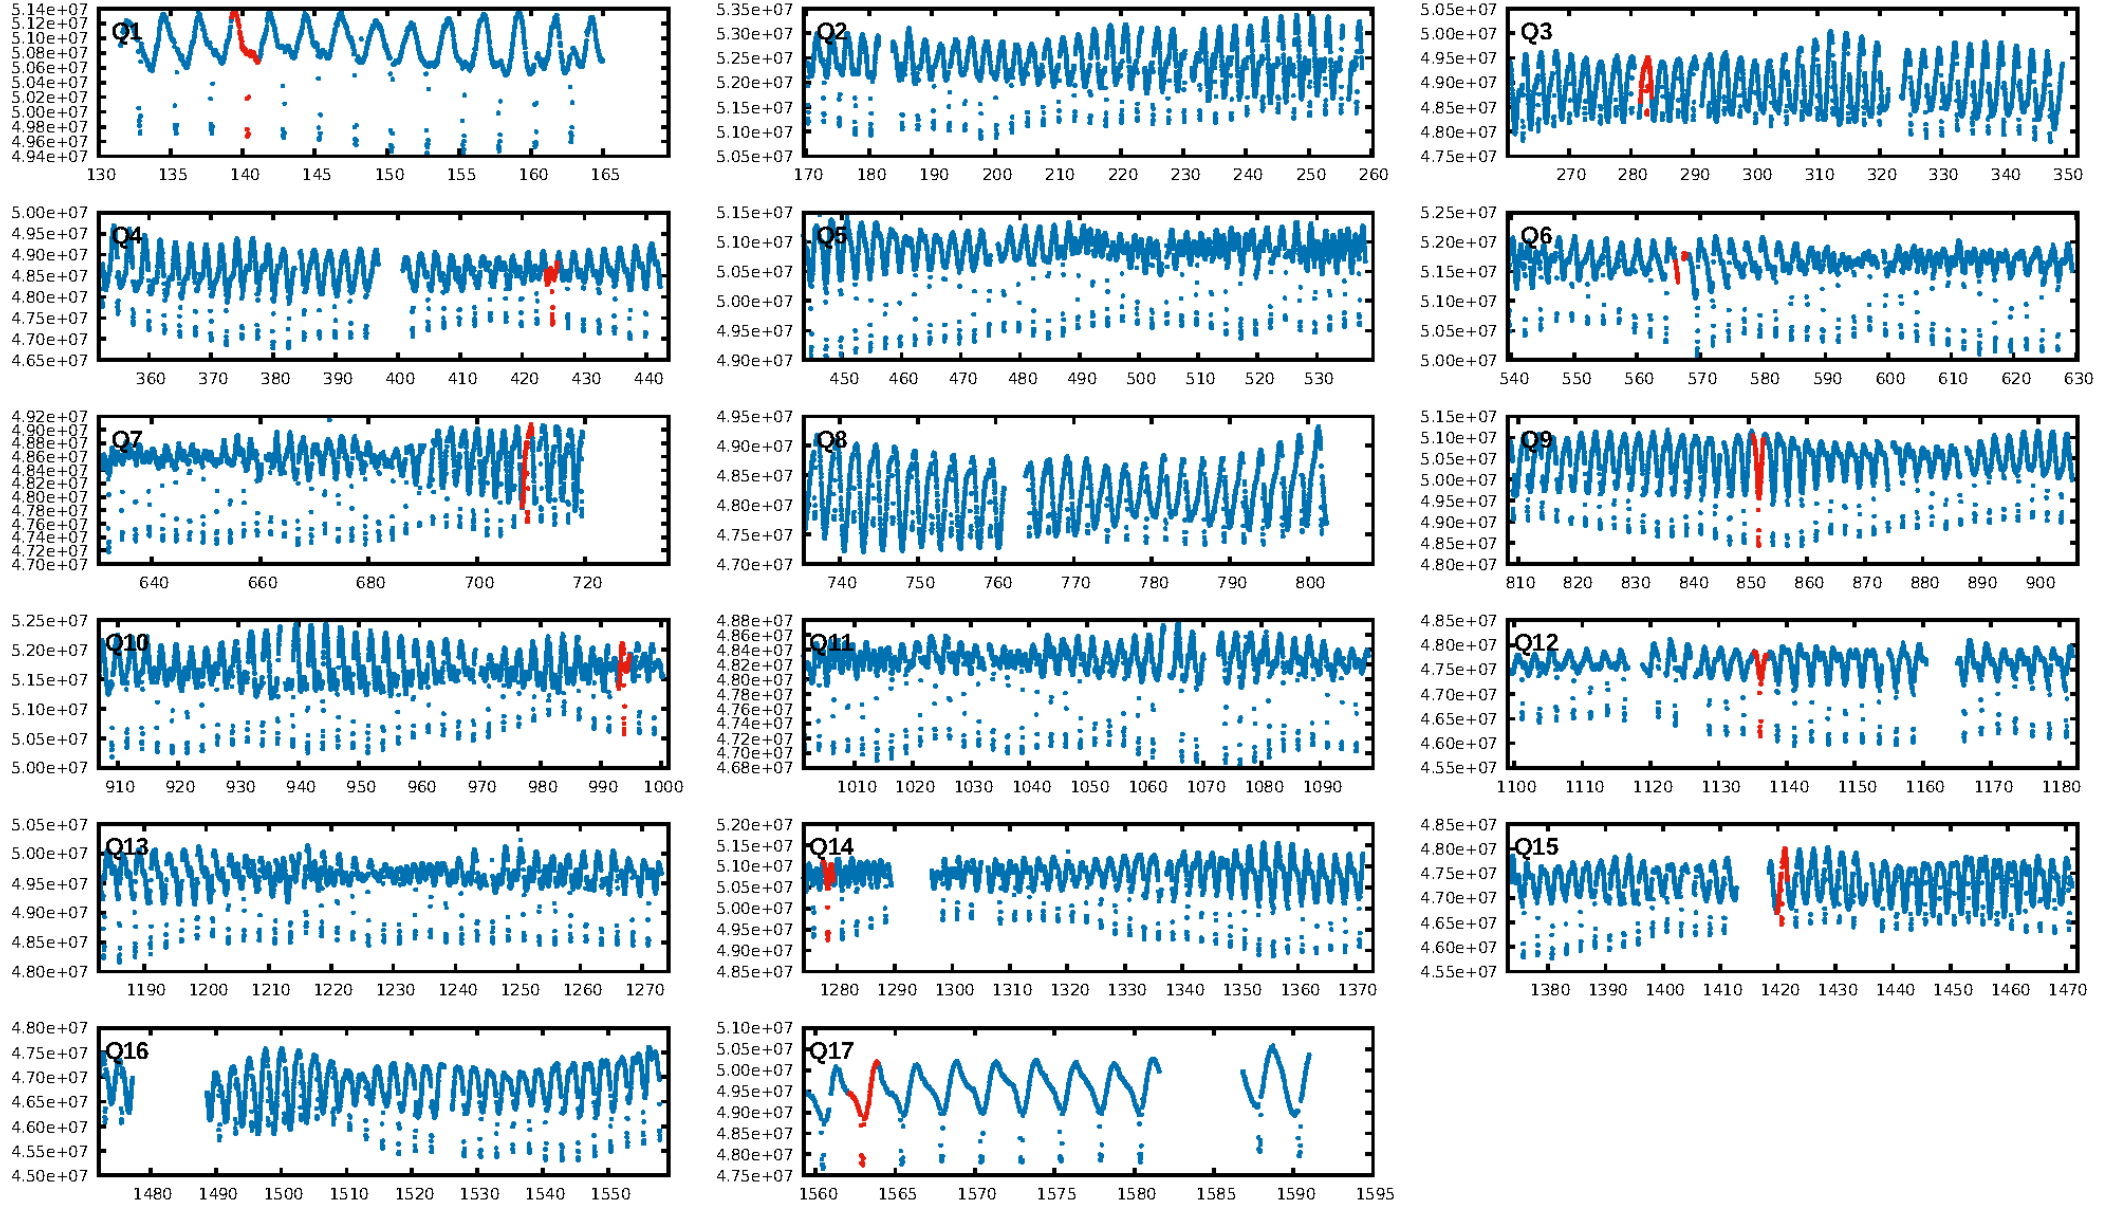 Q1
5.14e+07
5.12e+07
5.10e+07
5.08e+07
5.06e+07
5.04e+07
5.02e+07
5.00e+07
4.98e+07
4.96e+07
4.94e+07
130 135 140 145 150 155 160 165
Q2
5.35e+07
5.30e+07
5.25e+07
5.20e+07
5.15e+07
5.10e+07
5.05e+07
170 180 190 200 210 220 230 240 250 260
Q3
5.05e+07
5.00e+07
4.95e+07
4.90e+07
4.85e+07
4.80e+07
4.75e+07
270 280 290 300 310 320 330 340 350
Q4
5.00e+07
4.95e+07
4.90e+07
4.85e+07
4.80e+07
4.75e+07
4.70e+07
4.65e+07
360 370 380 390 400 410 420 430 440
Q5
5.15e+07
5.10e+07
5.05e+07
5.00e+07
4.95e+07
4.90e+07
450 460 470 480 490 500 510 520 530
Q6
5.25e+07
5.20e+07
5.15e+07
5.10e+07
5.05e+07
5.00e+07
540 550 560 570 580 590 600 610 620 630
Q7
4.92e+07
4.90e+07
4.88e+07
4.86e+07
4.84e+07
4.82e+07
4.80e+07
4.78e+07
4.76e+07
4.74e+07
4.72e+07
4.70e+07
640 660 680 700 720
Q8
4.95e+07
4.90e+07
4.85e+07
4.80e+07
4.75e+07
4.70e+07
740 750 760 770 780 790 800
Q9
5.15e+07
5.10e+07
5.05e+07
5.00e+07
4.95e+07
4.90e+07
4.85e+07
4.80e+07
810 820 830 840 850 860 870 880 890 900
Q10
5.25e+07
5.20e+07
5.15e+07
5.10e+07
5.05e+07
5.00e+07
910 920 930 940 950 960 970 980 990 1000
Q11
4.88e+07
4.86e+07
4.84e+07
4.82e+07
4.80e+07
4.78e+07
4.76e+07
4.74e+07
4.72e+07
4.70e+07
4.68e+07
1010 1020 1030 1040 1050 1060 1070 1080 1090
Q12
4.85e+07
4.80e+07
4.75e+07
4.70e+07
4.65e+07
4.60e+07
4.55e+07
1100 1110 1120 1130 1140 1150 1160 1170 1180
Q13
5.05e+07
5.00e+07
4.95e+07
4.90e+07
4.85e+07
4.80e+07
1190 1200 1210 1220 1230 1240 1250 1260 1270
Q14
5.20e+07
5.15e+07
5.10e+07
5.05e+07
5.00e+07
4.95e+07
4.90e+07
4.85e+07
1280 1290 1300 1310 1320 1330 1340 1350 1360 1370
Q15
4.85e+07
4.80e+07
4.75e+07
4.70e+07
4.65e+07
4.60e+07
4.55e+07
1380 1390 1400 1410 1420 1430 1440 1450 1460 1470
Q16
4.80e+07
4.75e+07
4.70e+07
4.65e+07
4.60e+07
4.55e+07
4.50e+07
1480 1490 1500 1510 1520 1530 1540 1550
Q17
5.10e+07
5.05e+07
5.00e+07
4.95e+07
4.90e+07
4.85e+07
4.80e+07
4.75e+07
1560 1565 1570 1575 1580 1585 1590 1595